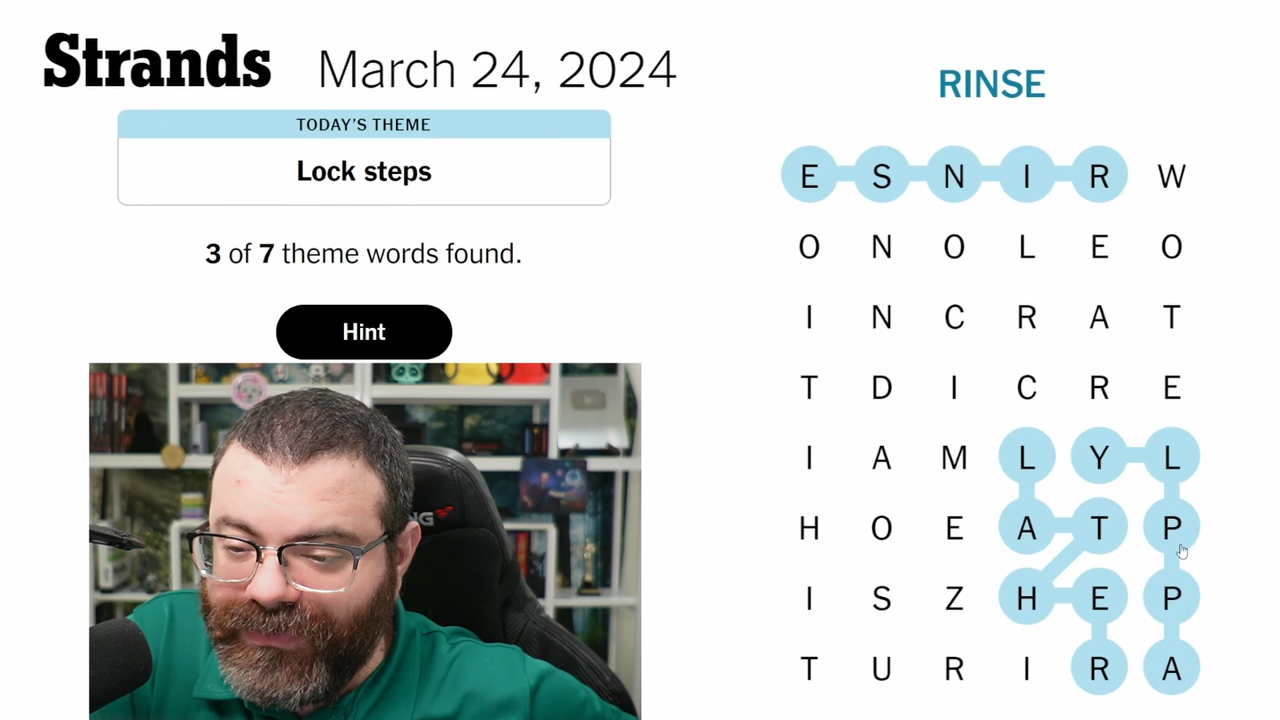 Strands March 24, 2024
TODAY'S THEME
Lock steps
3 of 7 theme words found.
Hint
RINSE
E S N I R W
O N O L E O
I N C R A T
T D I C R E
I A M L Y L
H O E A T P
I S Z H E P
T U R I R A